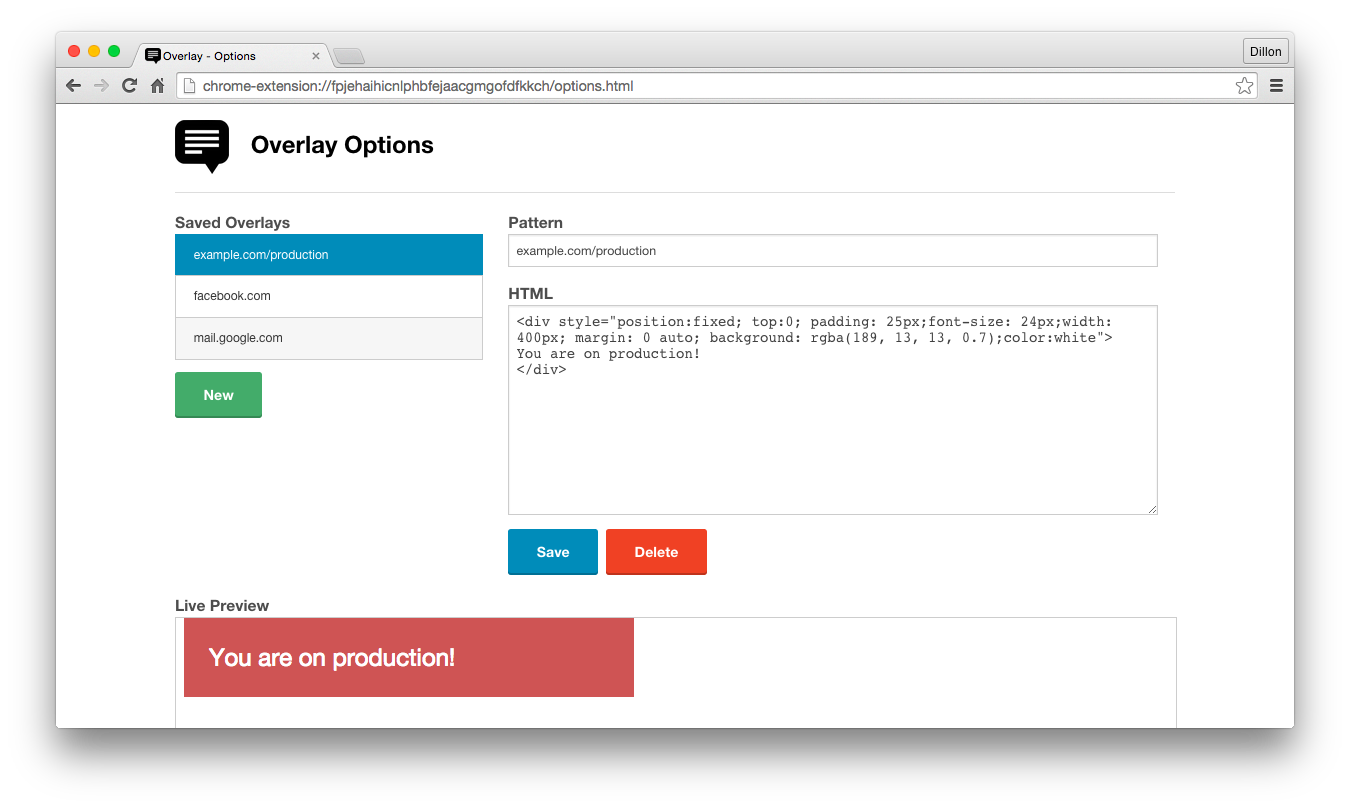 Overlay - Options
Dillon
chrome-extension://fpjehaihicnlphbfejaacgmgofdfkkch/options.html
Overlay Options
Saved Overlays
example.com/production
facebook.com
mail.google.com
New
Pattern
example.com/production
HTML
<div style="position:fixed; top:0; padding: 25px;font-size: 24px;width:
400px; margin: 0 auto; background: rgba(189, 13, 13, 0.7);color:white">
You are on production!
</div>
Save
Delete
Live Preview
You are on production!